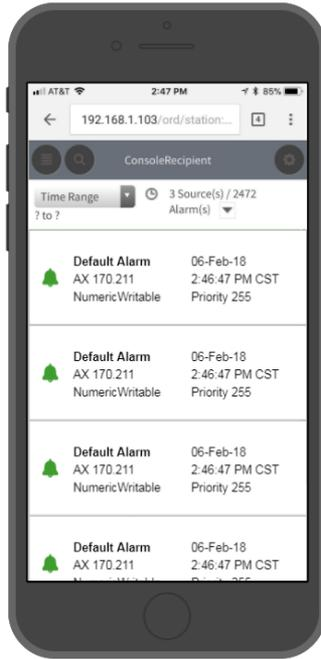 AT&T 2:47 PM 85%
192.168.1.103/ord/station:... 4
ConsoleRecipient
Time Range 3 Source(s) / 2472
? to ? Alarm(s)
Default Alarm 06-Feb-18
AX 170.211 2:46:47 PM CST
NumericWritable Priority 255
Default Alarm 06-Feb-18
AX 170.211 2:46:47 PM CST
NumericWritable Priority 255
Default Alarm 06-Feb-18
AX 170.211 2:46:47 PM CST
NumericWritable Priority 255
Default Alarm 06-Feb-18
AX 170.211 2:46:47 PM CST